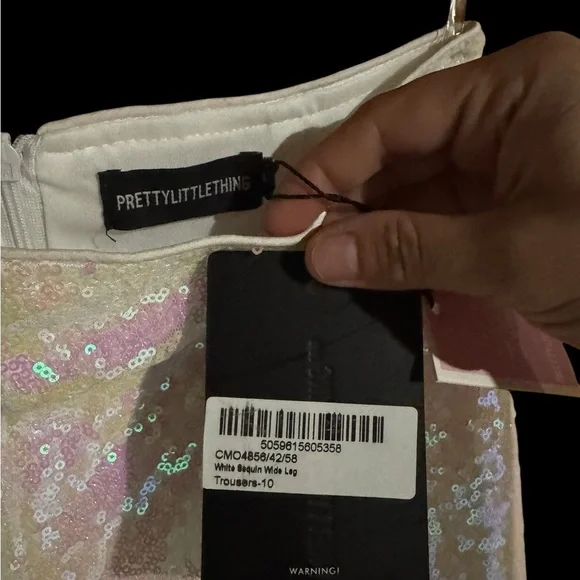 PRETTYLITTLETHING
5059615605358
CMO4856/42/58
White Sequin Wide Leg
Trousers-10
WARNING!